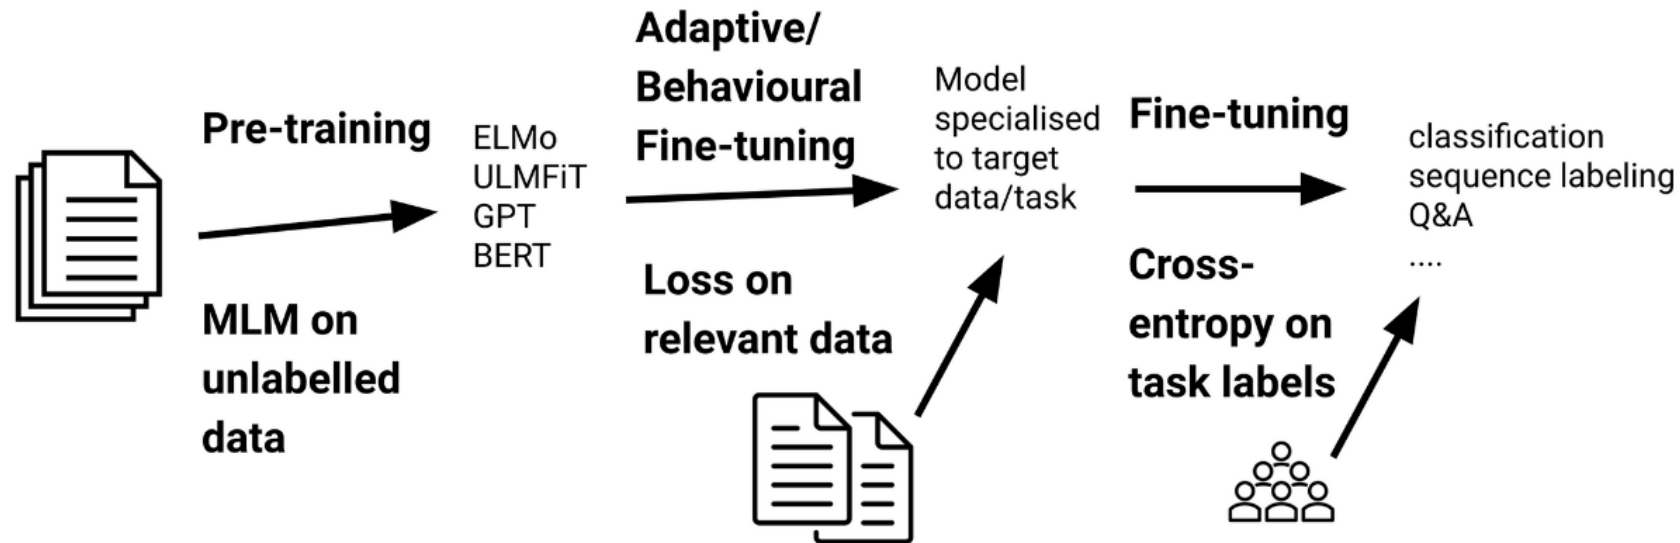 Pre-training
MLM on
unlabelled
data
ELMo
ULMFiT
GPT
BERT
Adaptive/
Behavioural
Fine-tuning
Loss on
relevant data
Model
specialised
to target
data/task
Fine-tuning
Cross-
entropy on
task labels
classification
sequence labeling
Q&A
....